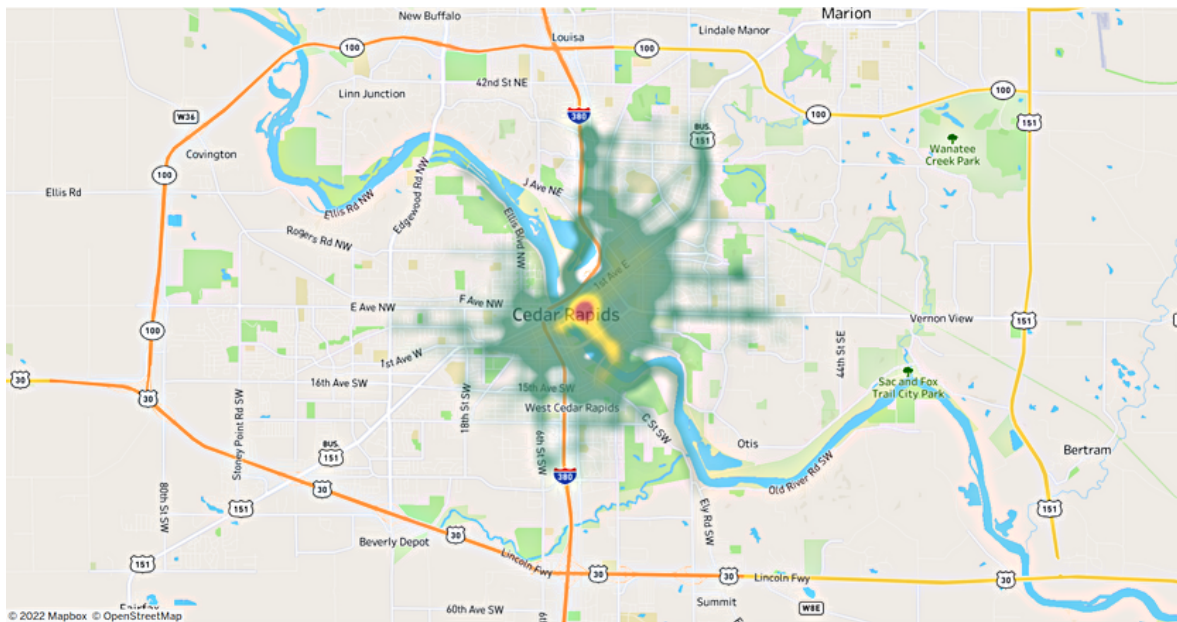 New Buffalo
Marion
Louisa
Lindale Manor
100
100
42nd St NE
Linn Junction
100
100
W36
380
151
BUS.
151
Covington
Wanatee
Creek Park
100
J Ave NE
Ellis Rd
Ellis Rd NW
Edgewood Rd NW
Ellis Blvd NW
Rogers Rd NW
1st Ave E
E Ave NW
F Ave NW
Cedar Rapids
Vernon View
151
100
1st Ave W
44th St SE
30
16th Ave SW
15th Ave SW
Sac and Fox
Trail City Park
30
West Cedar Rapids
Stoney Point Rd SW
18th St SW
C St SW
BUS.
151
6th St SW
Otis
Bertram
380
Old River Rd SW
30
80th St SW
151
Ely Rd SW
151
30
Beverly Depot
151
Lincoln Fwy
30
30
Lincoln Fwy
30
Fairfax
60th Ave SW
Summit
W8E
© 2022 Mapbox © OpenStreetMap